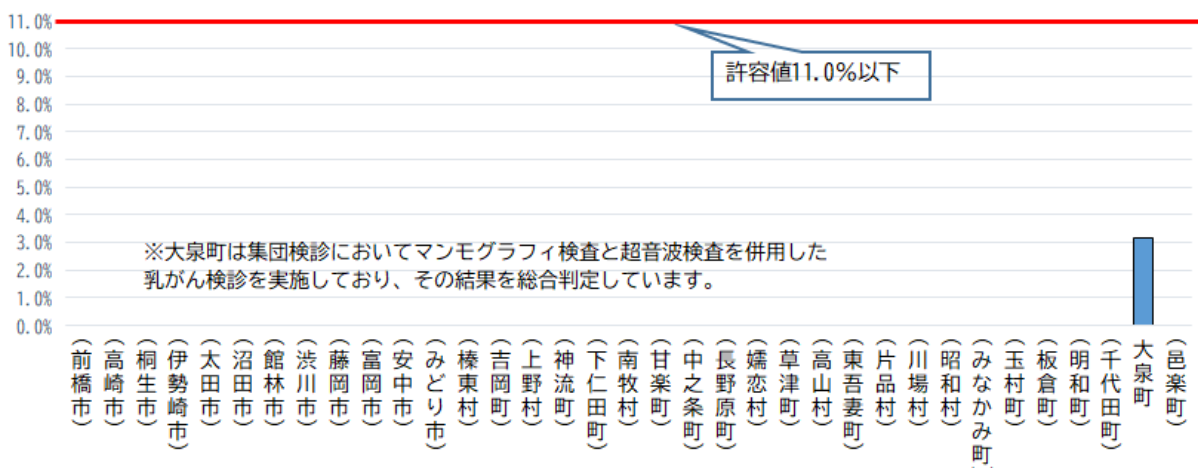 11.0%
10.0%
9.0%
8.0%
7.0%
6.0%
5.0%
4.0%
3.0%
2.0%
1.0%
0.0%
許容値11.0%以下
※大泉町は集団検診においてマンモグラフィ検査と超音波検査を併用した
乳がん検診を実施しており、その結果を総合判定しています。
(前橋市)
(高崎市)
(桐生市)
(伊勢崎市)
(太田市)
(沼田市)
(館林市)
(渋川市)
(藤岡市)
(富岡市)
(安中市)
(みどり市)
(榛東村)
(吉岡町)
(上野村)
(神流町)
(下仁田町)
(南牧村)
(甘楽町)
(中之条町)
(長野原町)
(嬬恋村)
(草津町)
(高山村)
(東吾妻町)
(片品村)
(川場村)
(昭和村)
(みなかみ町)
(玉村町)
(板倉町)
(明和町)
(千代田町)
大泉町
(邑楽町)